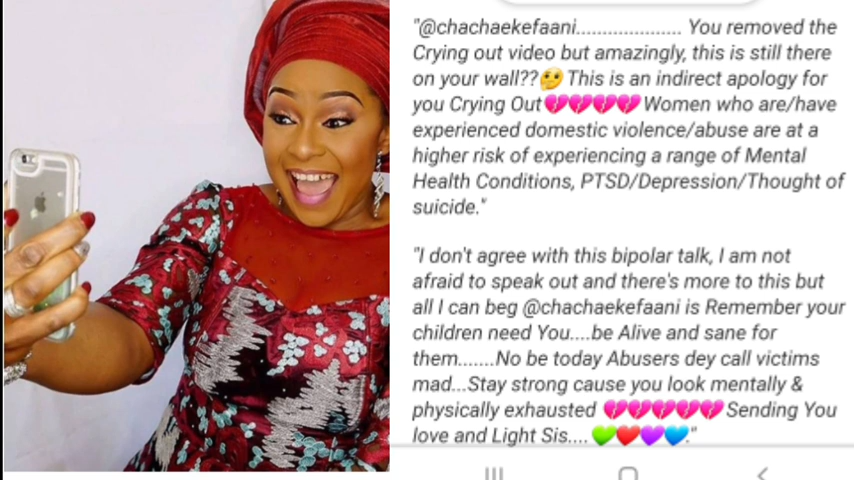 "@chachaekefaani..................... You removed the
Crying out video but amazingly, this is still there
on your wall??🤔 This is an indirect apology for
you Crying Out💔💔💔💔 Women who are/have
experienced domestic violence/abuse are at a
higher risk of experiencing a range of Mental
Health Conditions, PTSD/Depression/Thought of
suicide."
"I don't agree with this bipolar talk, I am not
afraid to speak out and there's more to this but
all I can beg @chachaekefaani is Remember your
children need You....be Alive and sane for
them.......No be today Abusers dey call victims
mad...Stay strong cause you look mentally &
physically exhausted 💔💔💔💔💔 Sending You
love and Light Sis.... 💚❤️💜💙."